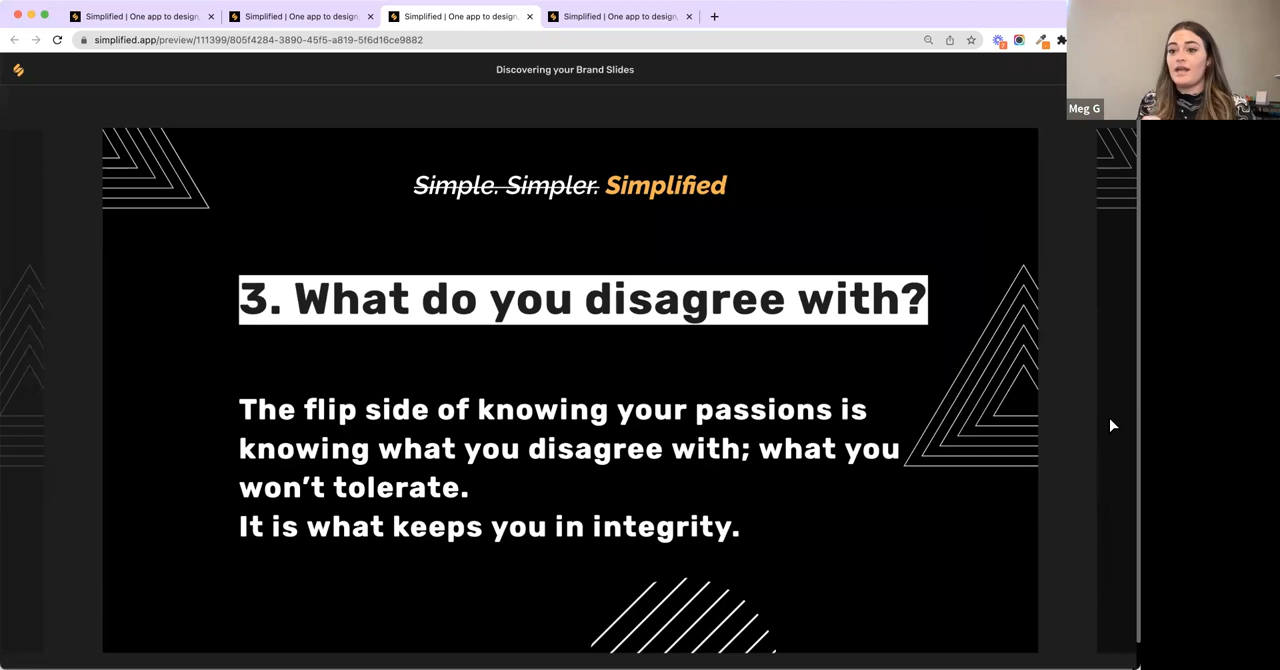 Simplified | One app to design,
Simplified | One app to design,
Simplified | One app to design,
Simplified | One app to design,
simplified.app/preview/111399/805f4284-3890-45f5-a819-5f6d16ce9882
Discovering your Brand Slides
Meg G
Simple. Simpler. Simplified
3. What do you disagree with?
The flip side of knowing your passions is
knowing what you disagree with; what you
won’t tolerate.
It is what keeps you in integrity.